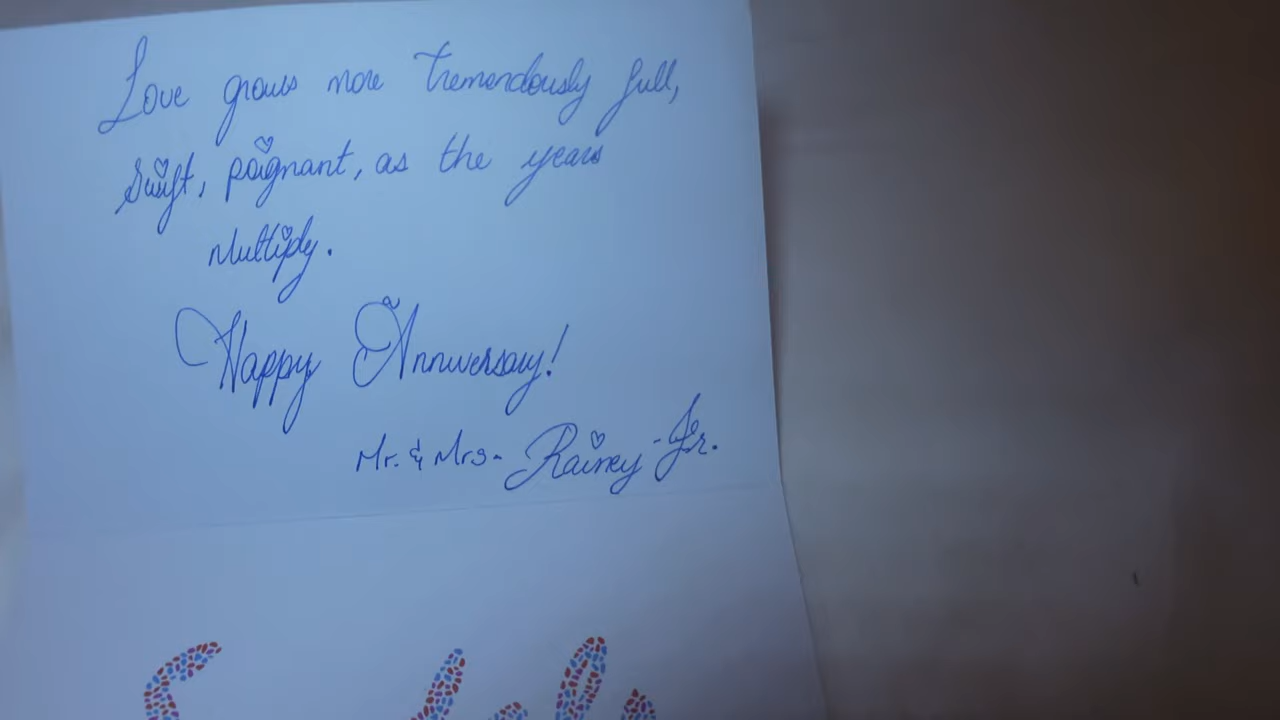 Love grows more tremendously full,
swift, poignant, as the years
multiply.
Happy Anniversary!
Mr. & Mrs. Rainey-Jr.